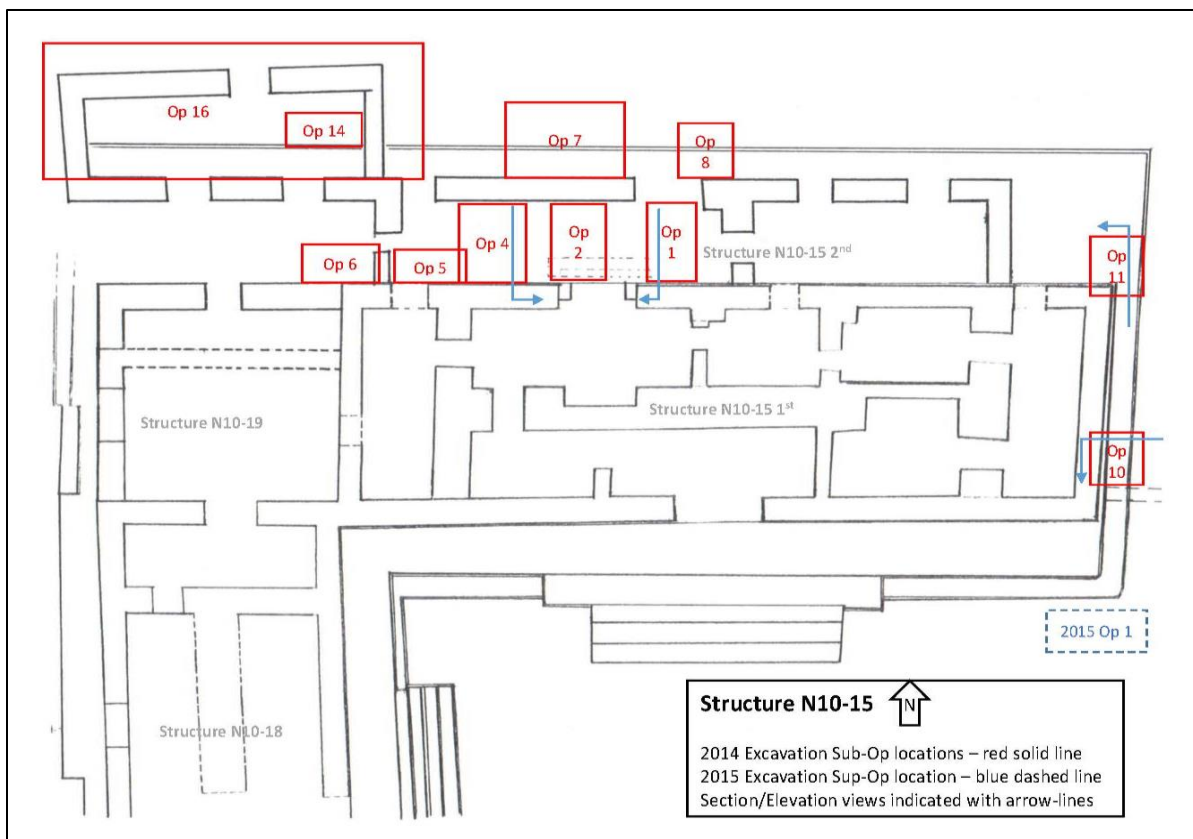 Op 16
Op 14
Op 7
Op
8
Op 4
Op
2
Op
1
Structure N10-15 2nd
Op 6
Op 5
Op
11
Structure N10-19
Structure N10-15 1st
Op
10
2015 Op 1
Structure N10-18
Structure N10-15
N
2014 Excavation Sub-Op locations – red solid line
2015 Excavation Sup-Op location – blue dashed line
Section/Elevation views indicated with arrow-lines